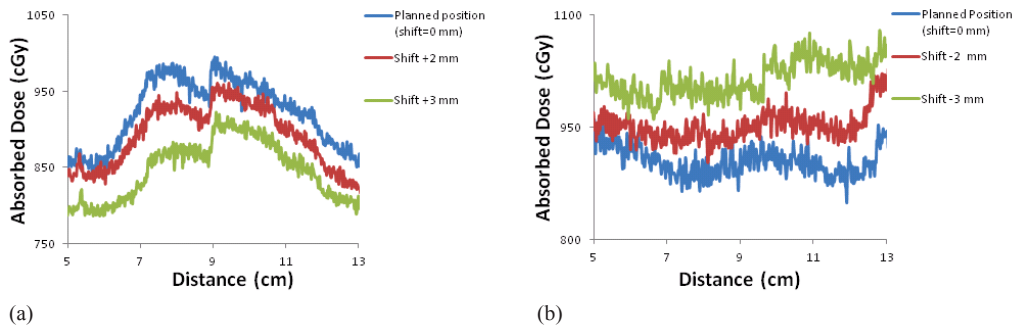 1050
950
850
750
Absorbed Dose (cGy)
5 7 9 11 13
Distance (cm)
Planned position
(shift=0 mm)
Shift +2 mm
Shift +3 mm
(a)
1100
950
800
Absorbed Dose (cGy)
5 7 9 11 13
Distance (cm)
Planned Position
(shift=0 mm)
Shift -2 mm
Shift -3 mm
(b)